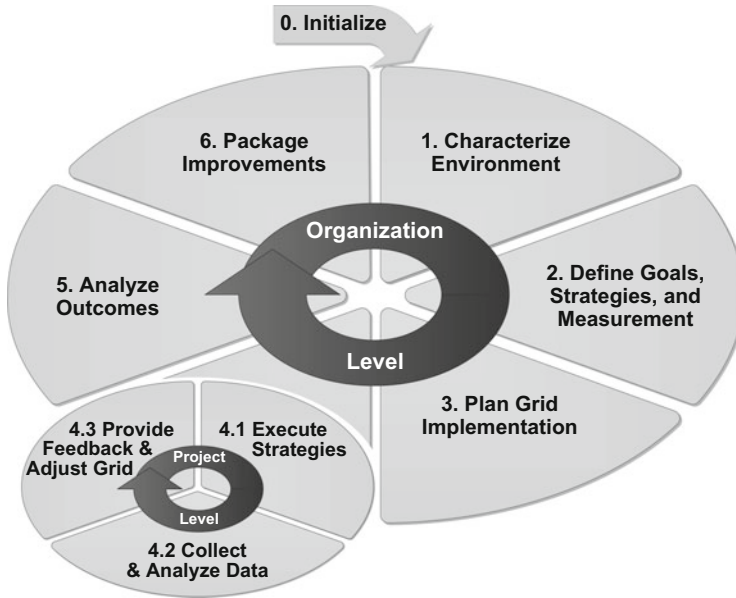 0. Initialize
1. Characterize
Environment
2. Define Goals,
Strategies, and
Measurement
3. Plan Grid
Implementation
4.1 Execute
Strategies
4.2 Collect
& Analyze Data
4.3 Provide
Feedback &
Adjust Grid
Project
Level
5. Analyze
Outcomes
6. Package
Improvements
Organization
Level